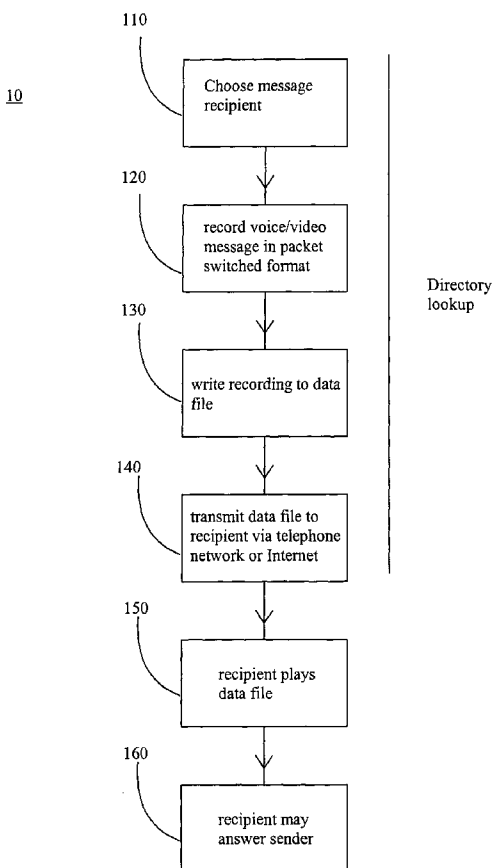 110
10
Choose message
recipient
120
record voice/video
message in packet
switched format
Directory
lookup
130
write recording to data
file
140
transmit data file to
recipient via telephone
network or Internet
150
recipient plays
data file
160
recipient may
answer sender